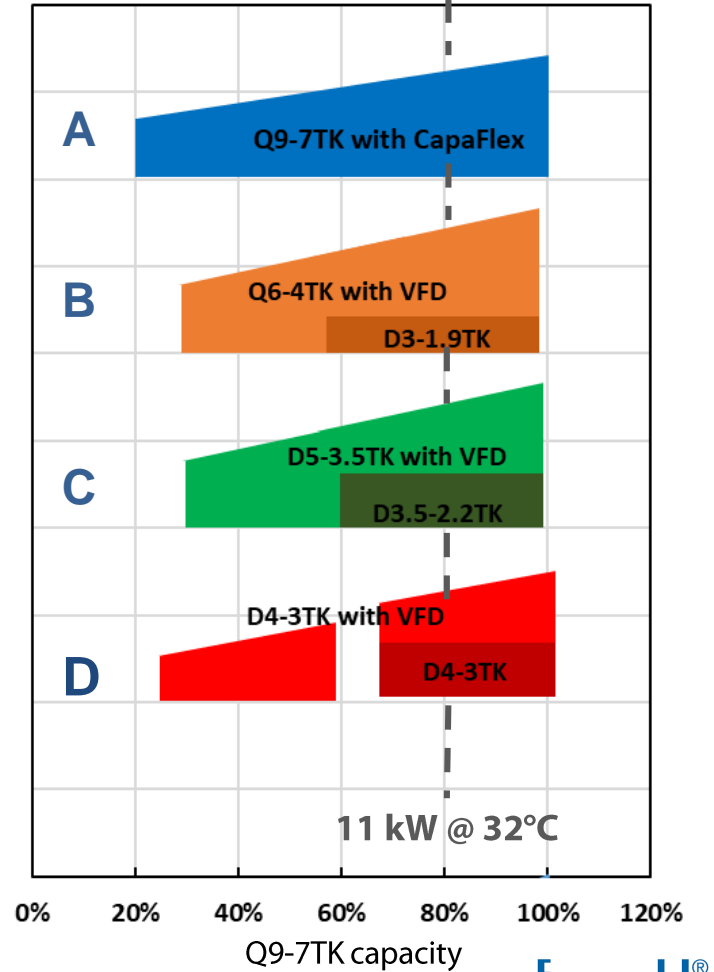 A
Q9-7TK with CapaFlex
B
Q6-4TK with VFD
D3-1.9TK
C
D5-3.5TK with VFD
D3.5-2.2TK
D4-3TK with VFD
D
D4-3TK
11 kW @ 32°C
0% 20% 40% 60% 80% 100% 120%
Q9-7TK capacity